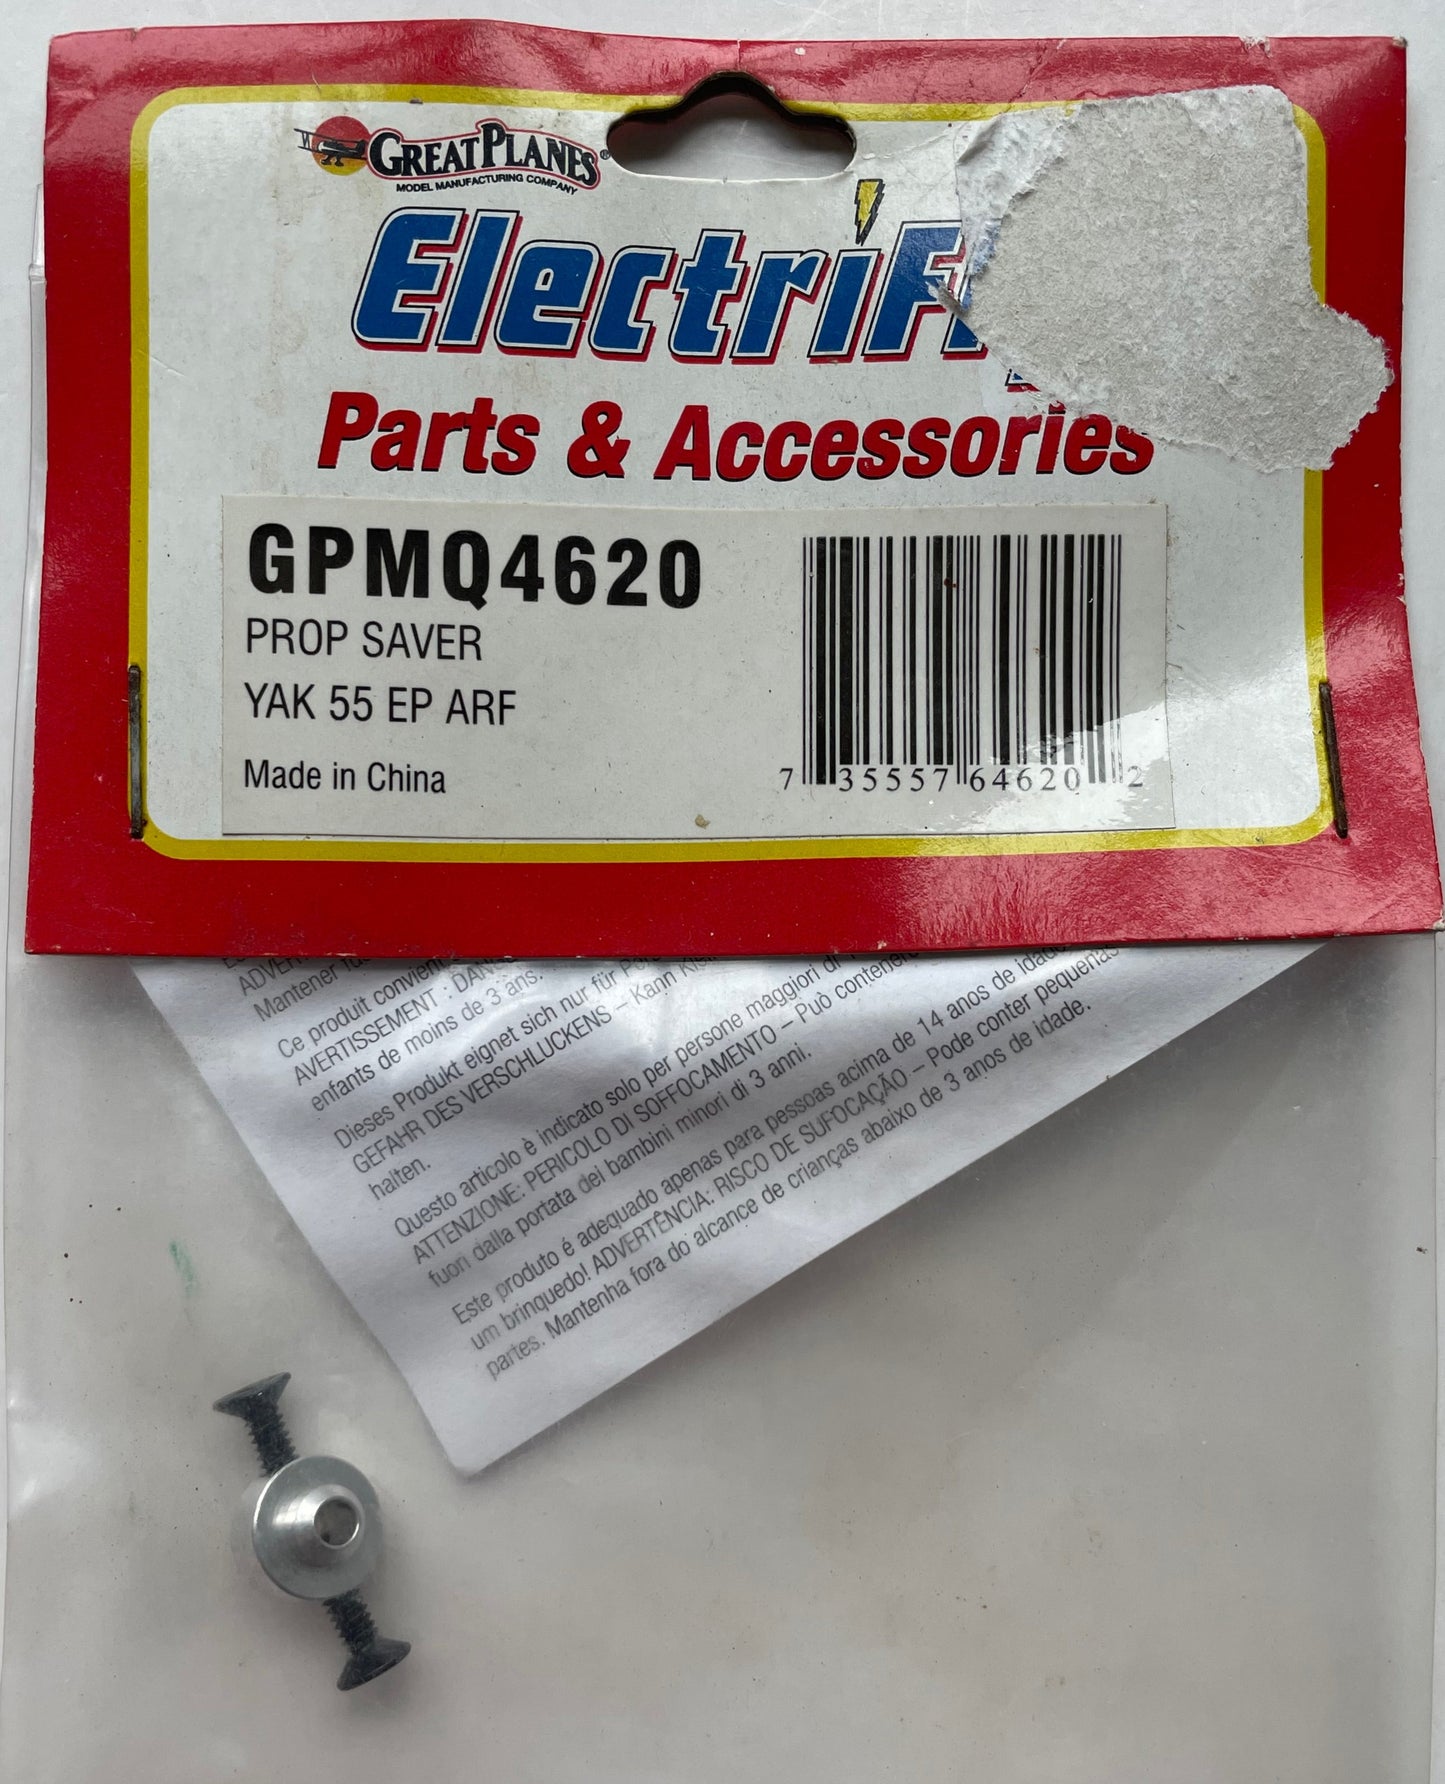 GREAT PLANES®
MODEL MANUFACTURING COMPANY
Parts & Accessories
GPMQ4620
PROP SAVER
YAK 55 EP ARF
Made in China
7 35557 64620 2
Mantener
Ce produit convient
AVERTISSEMENT :
enfants de moins de 3 ans.
Dieses Produkt eignet sich nur für
GEFAHR DES VERSCHLUCKENS – Kann
halten.
Questo articolo è indicato solo per persone maggiori di
ATTENZIONE: PERICOLO DI SOFFOCAMENTO – Può contenere
fuori dalla portata dei bambini minori di 3 anni.
Este produto é adequado apenas para pessoas acima de 14 anos de idade
um brinquedo! ADVERTÊNCIA: RISCO DE SUFOCAÇÃO – Pode conter pequenas
partes. Mantenha fora do alcance de crianças abaixo de 3 anos de idade.